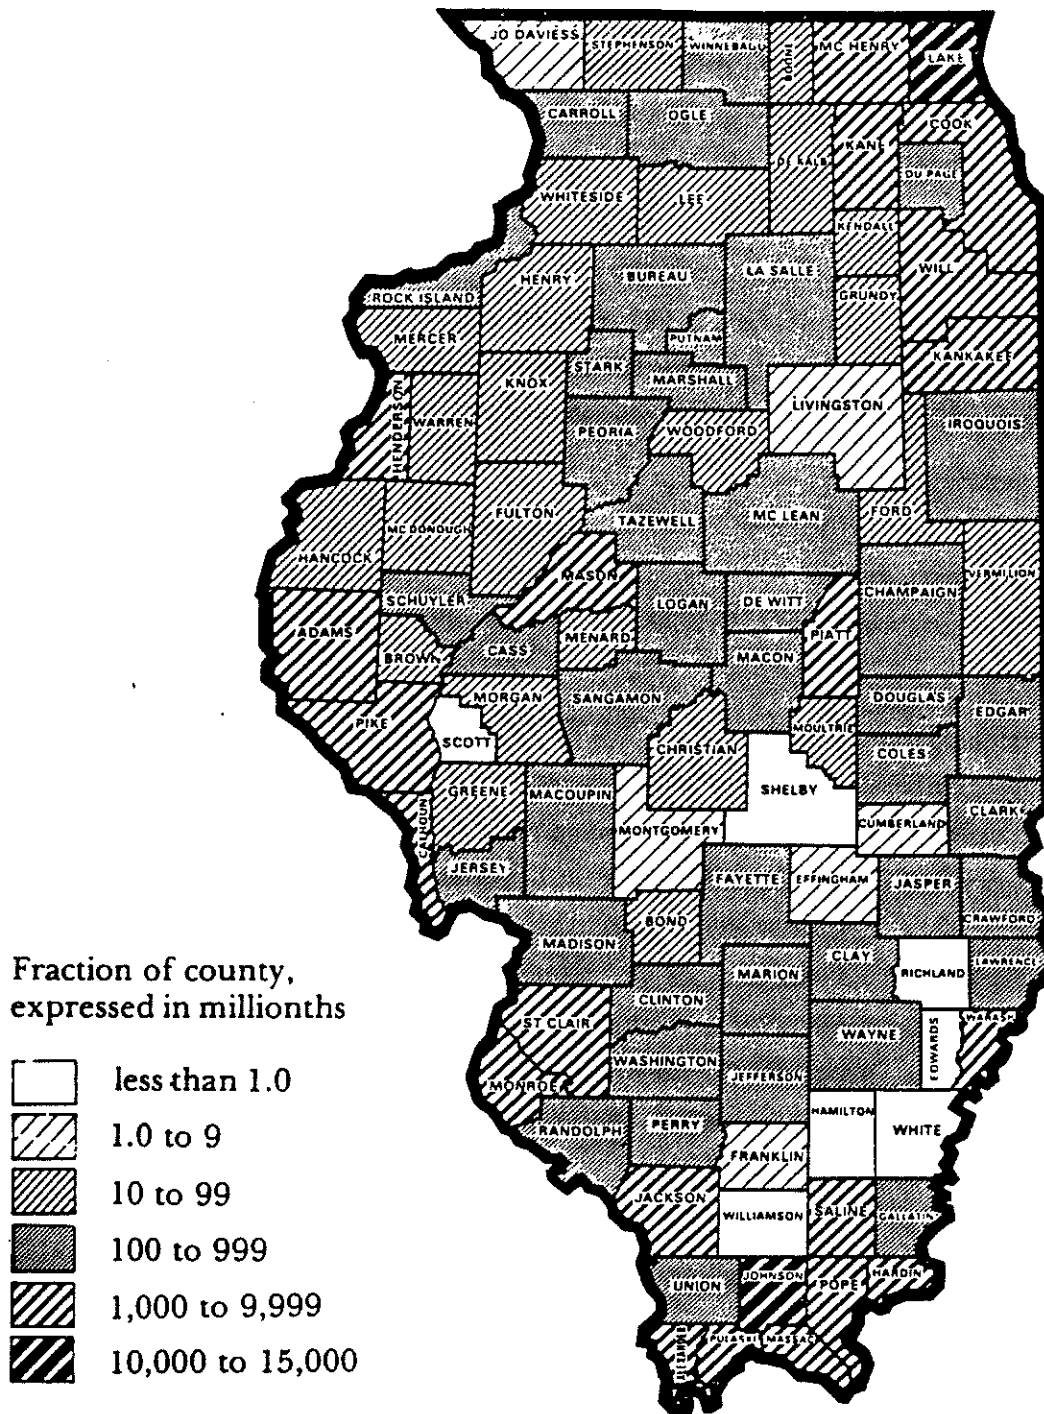 JO DAVIESS
STEPHENSON
WINNEBAGO
BOONE
MC HENRY
LAKE
CARROLL
OGLE
DE KALB
KANE
COOK
DU PAGE
WHITESIDE
LEE
KENDALL
WILL
ROCK ISLAND
HENRY
BUREAU
LA SALLE
GRUNDY
MERCER
PUTNAM
KANKAKEE
STARK
MARSHALL
KNOX
HENDERSON
WARREN
PEORIA
WOODFORD
LIVINGSTON
IROQUOIS
FULTON
TAZEWELL
MC LEAN
FORD
HANCOCK
MC DONOUGH
MASON
VERMILION
SCHUYLER
LOGAN
DE WITT
CHAMPAIGN
ADAMS
BROWN
CASS
MENARD
PIATT
MACON
PIKE
MORGAN
SANGAMON
DOUGLAS
EDGAR
SCOTT
CHRISTIAN
MOULTRIE
COLES
GREENE
MACOUPIN
SHELBY
CALHOUN
MONTGOMERY
CUMBERLAND
CLARK
JERSEY
FAYETTE
EFFINGHAM
JASPER
CRAWFORD
MADISON
BOND
CLAY
RICHLAND
LAWRENCE
MARION
CLINTON
ST CLAIR
WAYNE
EDWARDS
WABASH
WASHINGTON
JEFFERSON
MONROE
RANDOLPH
PERRY
HAMILTON
WHITE
FRANKLIN
JACKSON
WILLIAMSON
SALINE
GALLATIN
UNION
JOHNSON
POPE
HARDIN
ALEXANDER
PULASKI
MASSAC
Fraction of county,
expressed in millionths
less than 1.0
1.0 to 9
10 to 99
100 to 999
1,000 to 9,999
10,000 to 15,000